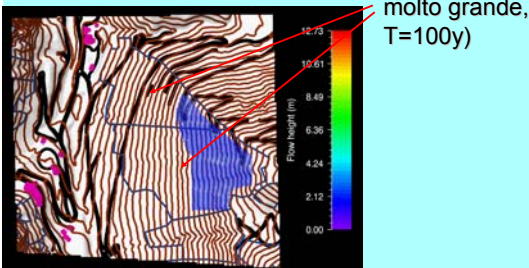 molto grande,
T=100y)
12.73
10.61
8.49
6.36
4.24
2.12
0.00
Flow height (m)